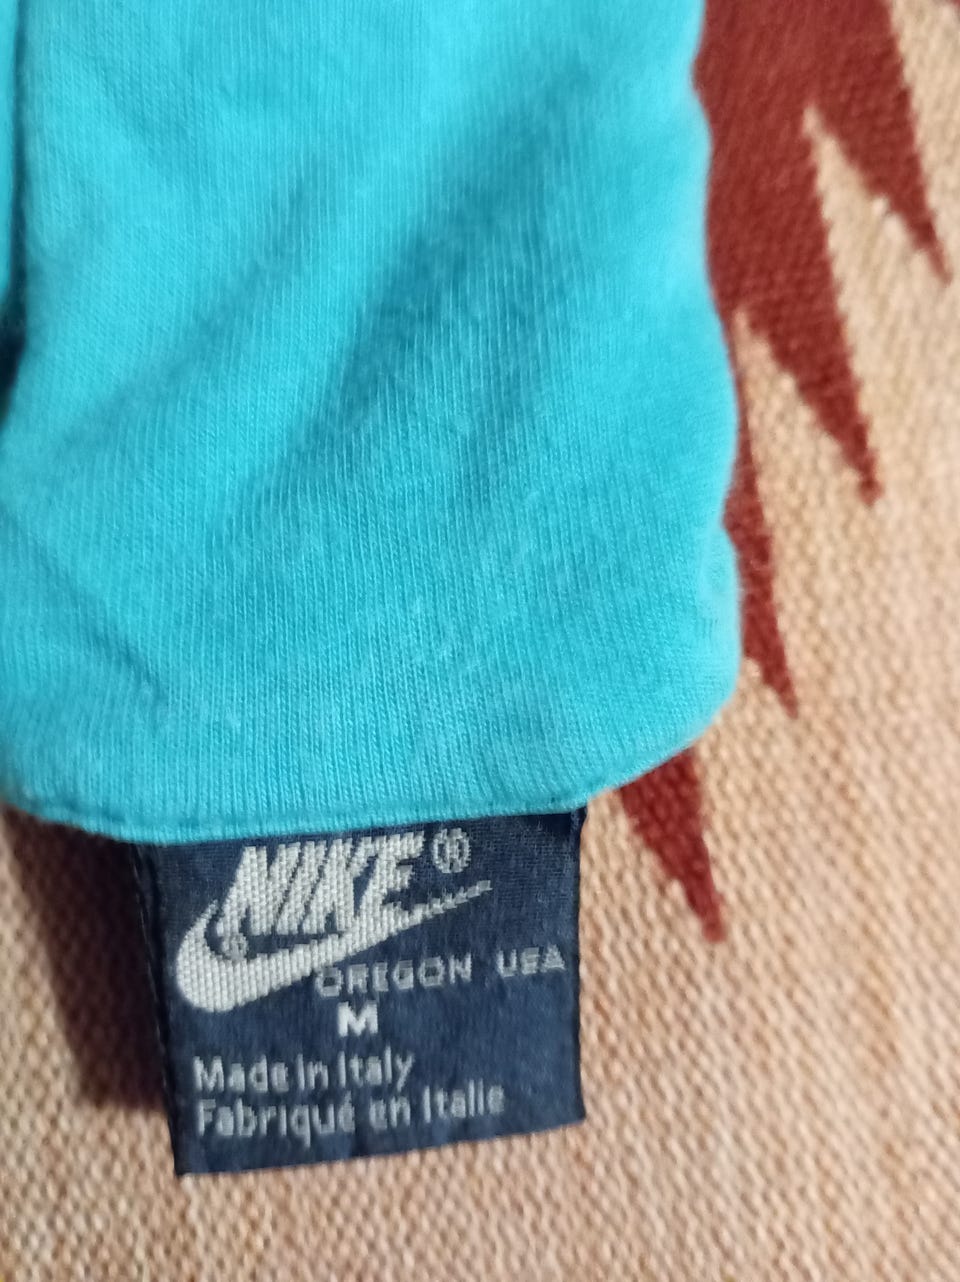 NIKE®
®
OREGON USA
M
Made in Italy
Fabriqué en Italie